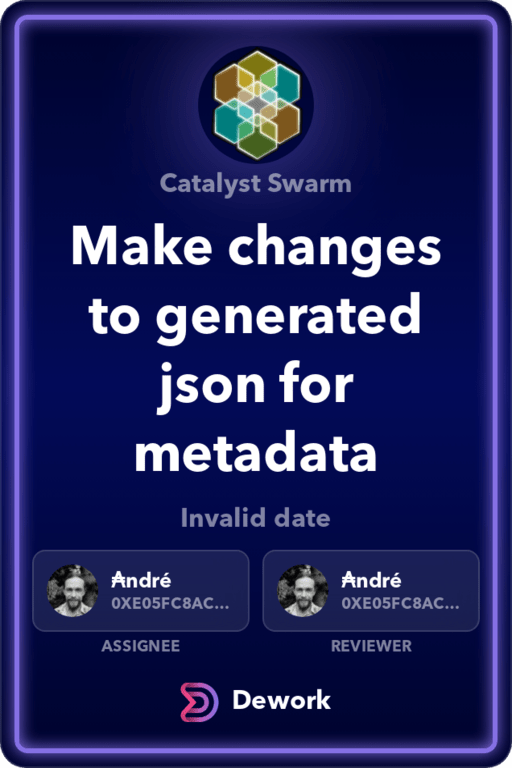 Catalyst Swarm
Make changes
to generated
json for
metadata
Invalid date
₳ndré
0XE05FC8AC...
₳ndré
0XE05FC8AC...
ASSIGNEE
REVIEWER
Dework